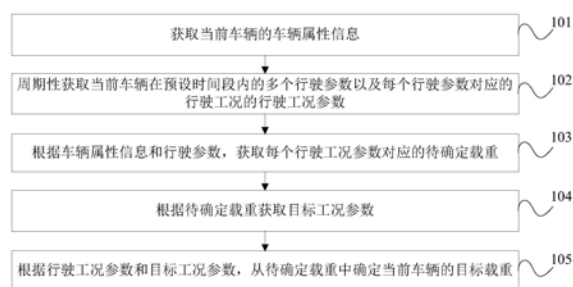 获取当前车辆的车辆属性信息
101
周期性获取当前车辆在预设时间段内的多个行驶参数以及每个行驶参数对应的
行驶工况的行驶工况参数
102
根据车辆属性信息和行驶参数，获取每个行驶工况参数对应的待确定载重
103
根据待确定载重获取目标工况参数
104
根据行驶工况参数和目标工况参数，从待确定载重中确定当前车辆的目标载重
105